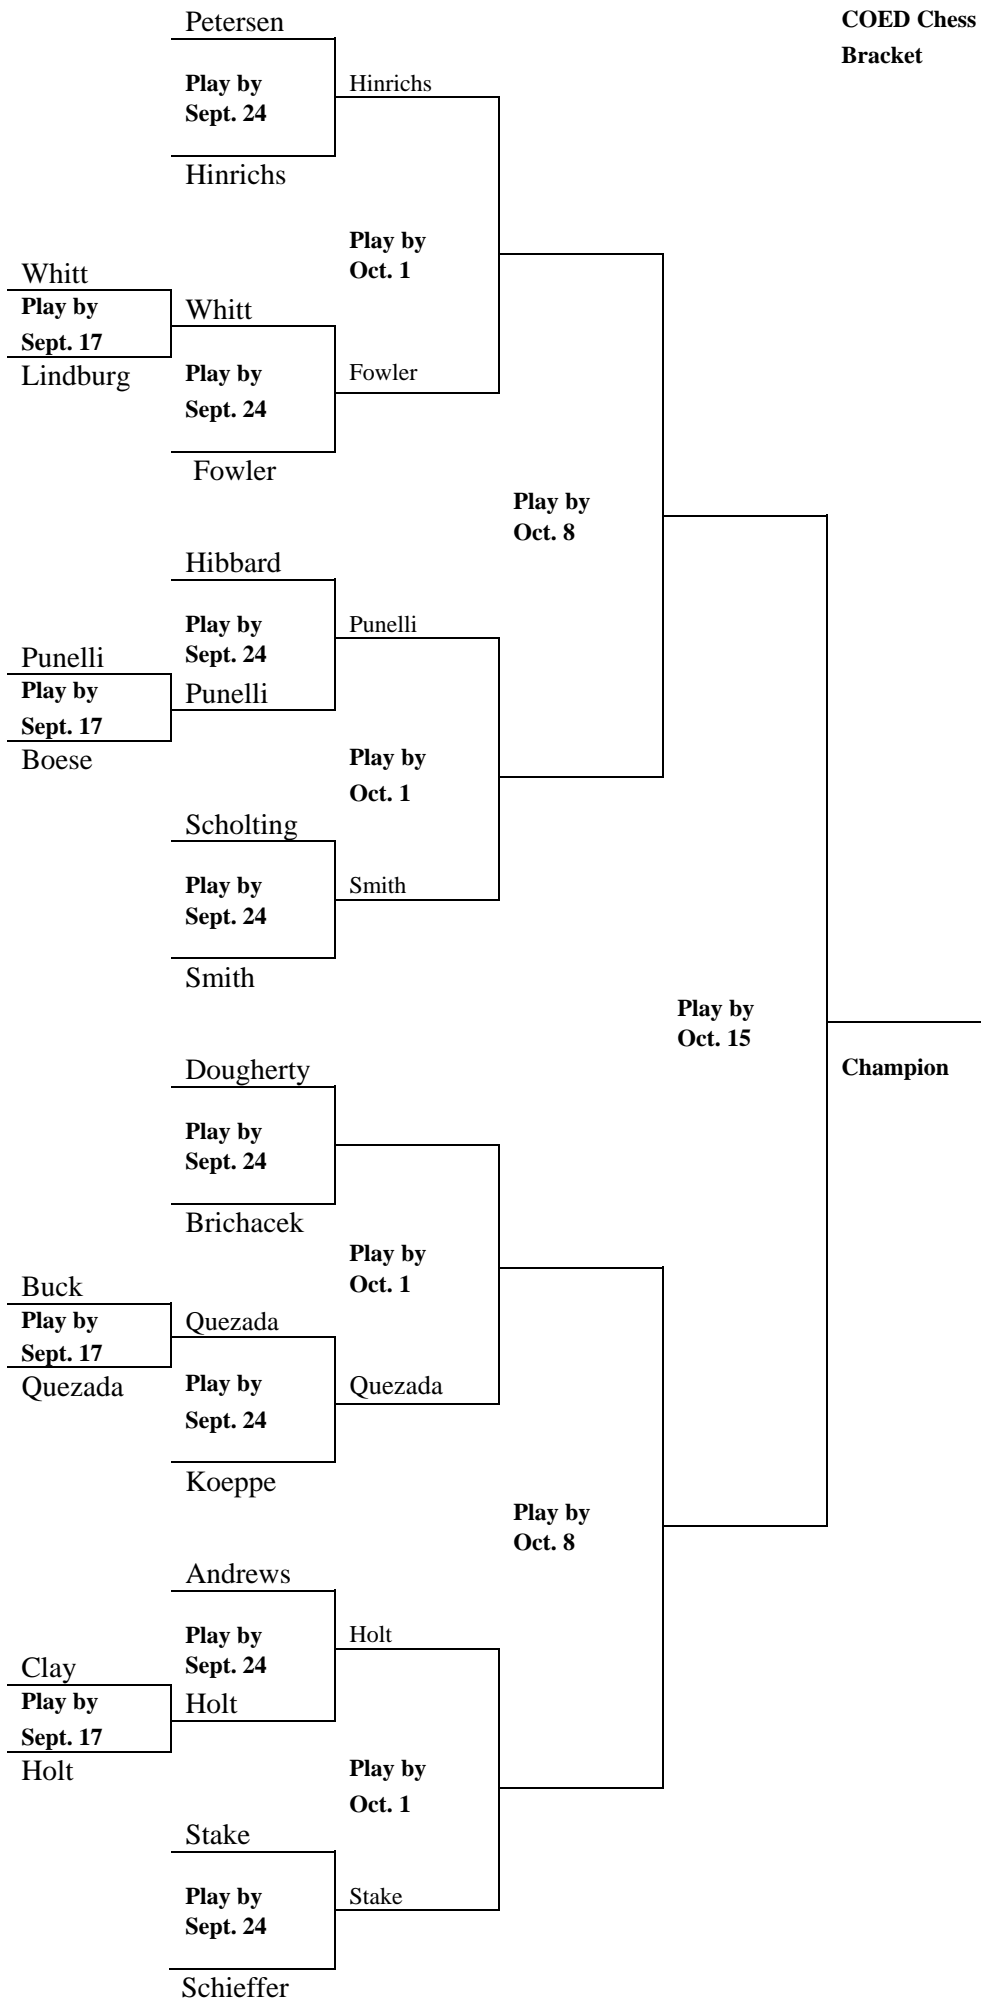 Petersen
COED Chess
Bracket
Play by
Sept. 24
Hinrichs
Hinrichs
Play by
Oct. 1
Whitt
Play by
Sept. 17
Lindburg
Whitt
Play by
Sept. 24
Fowler
Fowler
Play by
Oct. 8
Hibbard
Play by
Sept. 24
Punelli
Punelli
Play by
Sept. 17
Boese
Punelli
Play by
Oct. 1
Scholting
Play by
Sept. 24
Smith
Smith
Play by
Oct. 15
Champion
Dougherty
Play by
Sept. 24
Brichacek
Play by
Oct. 1
Buck
Play by
Sept. 17
Quezada
Quezada
Play by
Sept. 24
Quezada
Koeppe
Play by
Oct. 8
Andrews
Play by
Sept. 24
Holt
Clay
Play by
Sept. 17
Holt
Holt
Play by
Oct. 1
Stake
Play by
Sept. 24
Stake
Schieffer